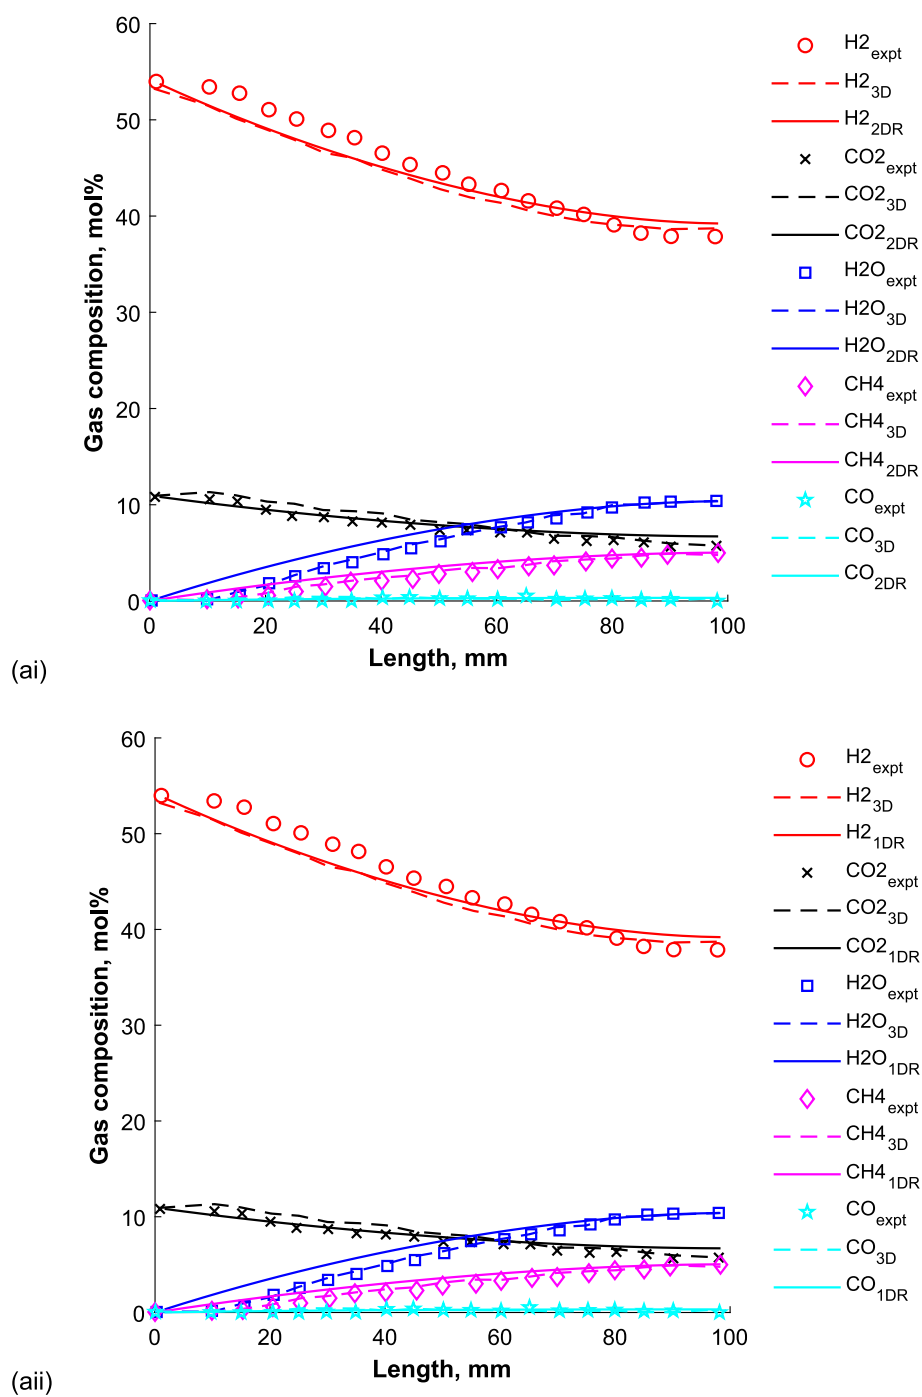 60
50
40
30
20
10
0
Gas composition, mol%
0 20 40 60 80 100
Length, mm
H2expt
H23D
H22DR
CO2expt
CO23D
CO22DR
H2Oexpt
H2O3D
H2O2DR
CH4expt
CH43D
CH42DR
COexpt
CO3D
CO2DR
(ai)
60
50
40
30
20
10
0
Gas composition, mol%
0 20 40 60 80 100
Length, mm
H2expt
H23D
H21DR
CO2expt
CO23D
CO21DR
H2Oexpt
H2O3D
H2O1DR
CH4expt
CH43D
CH41DR
COexpt
CO3D
CO1DR
(aii)